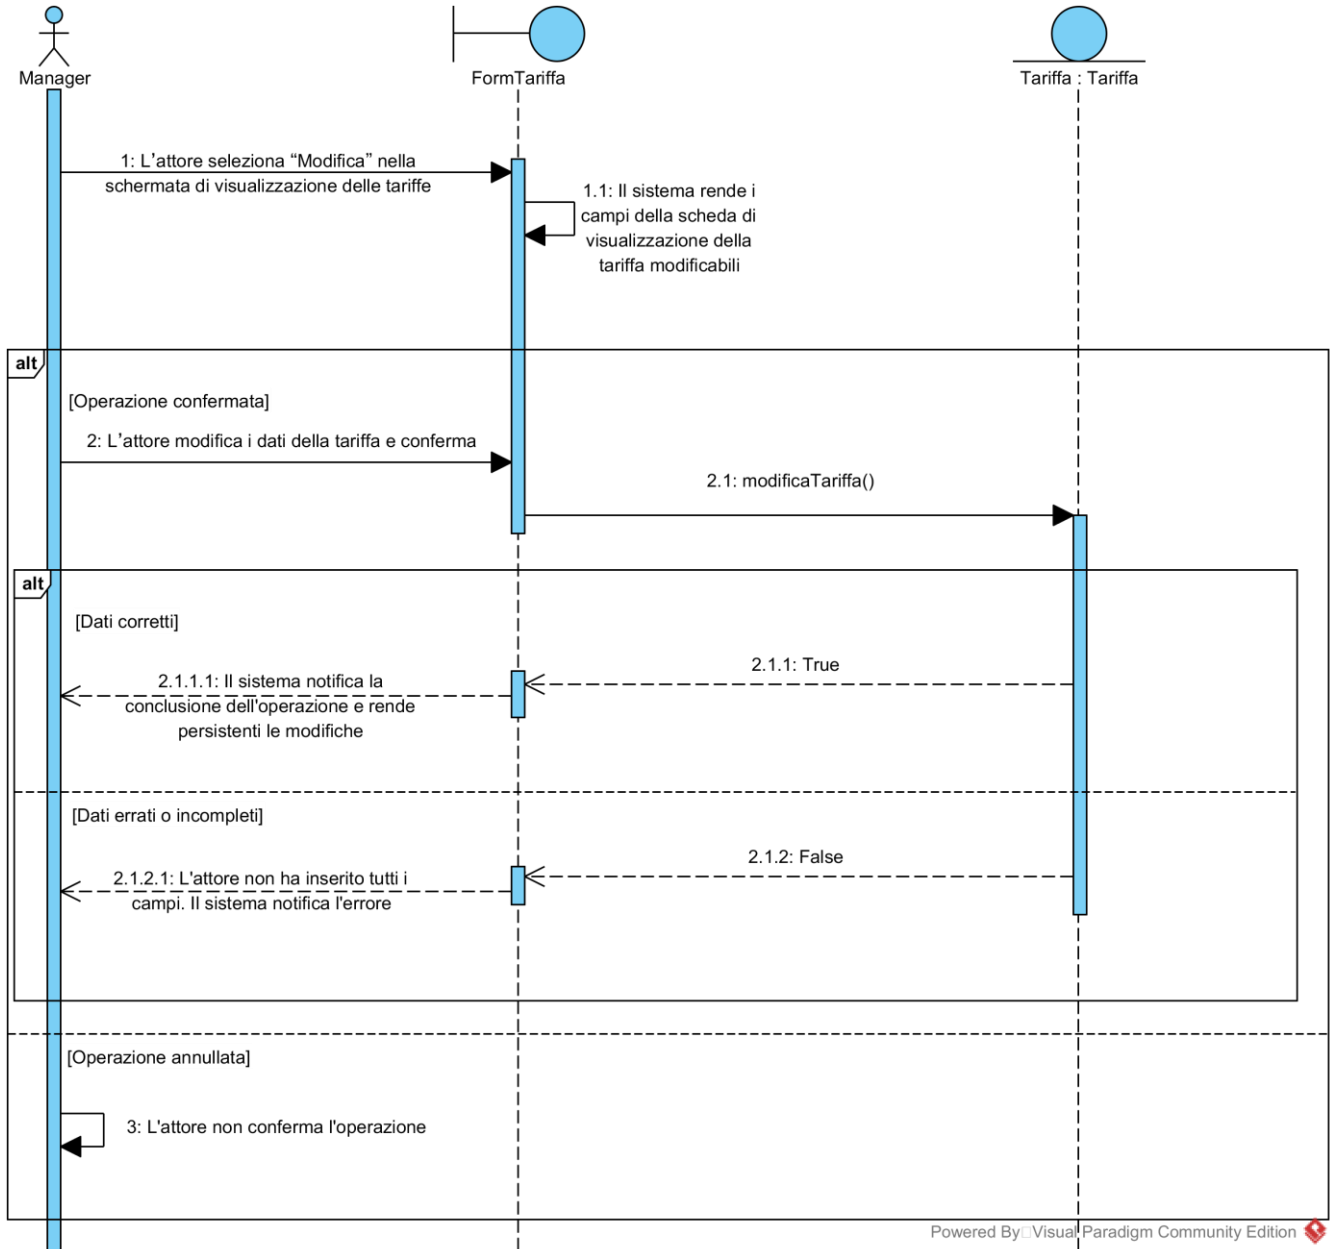 Manager
FormTariffa
Tariffa : Tariffa
1: L'attore seleziona “Modifica” nella
schermata di visualizzazione delle tariffe
1.1: Il sistema rende i
campi della scheda di
visualizzazione della
tariffa modificabili
alt
[Operazione confermata]
2: L'attore modifica i dati della tariffa e conferma
2.1: modificaTariffa()
alt
[Dati corretti]
2.1.1: True
2.1.1.1: Il sistema notifica la
conclusione dell'operazione e rende
persistenti le modifiche
[Dati errati o incompleti]
2.1.2: False
2.1.2.1: L'attore non ha inserito tutti i
campi. Il sistema notifica l'errore
[Operazione annullata]
3: L'attore non conferma l'operazione
Powered By Visual Paradigm Community Edition